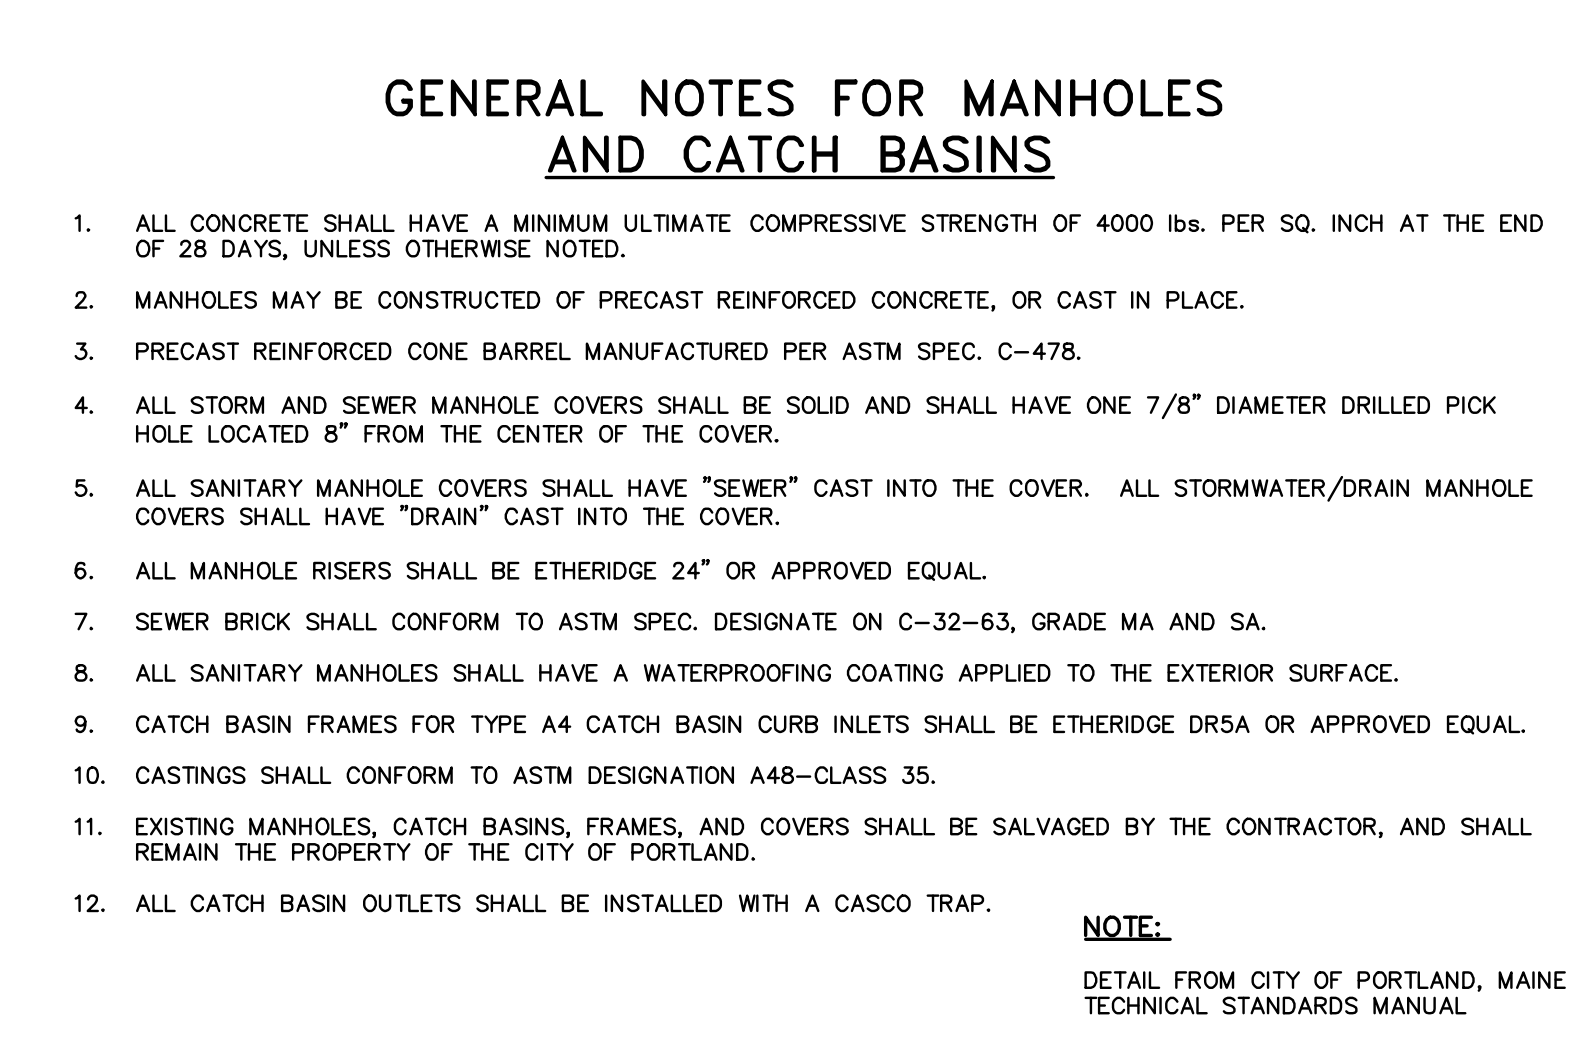 GENERAL NOTES FOR MANHOLES
AND CATCH BASINS
1. ALL CONCRETE SHALL HAVE A MINIMUM ULTIMATE COMPRESSIVE STRENGTH OF 4000 lbs. PER SQ. INCH AT THE END
OF 28 DAYS, UNLESS OTHERWISE NOTED.
2. MANHOLES MAY BE CONSTRUCTED OF PRECAST REINFORCED CONCRETE, OR CAST IN PLACE.
3. PRECAST REINFORCED CONE BARREL MANUFACTURED PER ASTM SPEC. C-478.
4. ALL STORM AND SEWER MANHOLE COVERS SHALL BE SOLID AND SHALL HAVE ONE 7/8" DIAMETER DRILLED PICK
HOLE LOCATED 8" FROM THE CENTER OF THE COVER.
5. ALL SANITARY MANHOLE COVERS SHALL HAVE "SEWER" CAST INTO THE COVER. ALL STORMWATER/DRAIN MANHOLE
COVERS SHALL HAVE "DRAIN" CAST INTO THE COVER.
6. ALL MANHOLE RISERS SHALL BE ETHERIDGE 24" OR APPROVED EQUAL.
7. SEWER BRICK SHALL CONFORM TO ASTM SPEC. DESIGNATE ON C-32-63, GRADE MA AND SA.
8. ALL SANITARY MANHOLES SHALL HAVE A WATERPROOFING COATING APPLIED TO THE EXTERIOR SURFACE.
9. CATCH BASIN FRAMES FOR TYPE A4 CATCH BASIN CURB INLETS SHALL BE ETHERIDGE DR5A OR APPROVED EQUAL.
10. CASTINGS SHALL CONFORM TO ASTM DESIGNATION A48-CLASS 35.
11. EXISTING MANHOLES, CATCH BASINS, FRAMES, AND COVERS SHALL BE SALVAGED BY THE CONTRACTOR, AND SHALL
REMAIN THE PROPERTY OF THE CITY OF PORTLAND.
12. ALL CATCH BASIN OUTLETS SHALL BE INSTALLED WITH A CASCO TRAP.
NOTE:
DETAIL FROM CITY OF PORTLAND, MAINE
TECHNICAL STANDARDS MANUAL